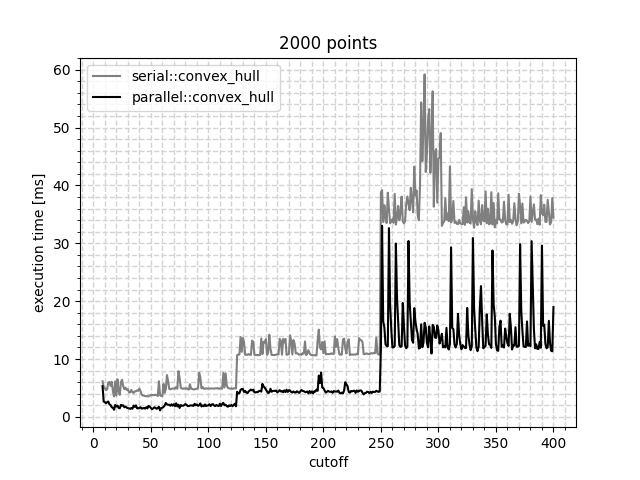 2000 points
serial::convex_hull
parallel::convex_hull
execution time [ms]
60
50
40
30
20
10
0
0 50 100 150 200 250 300 350 400
cutoff